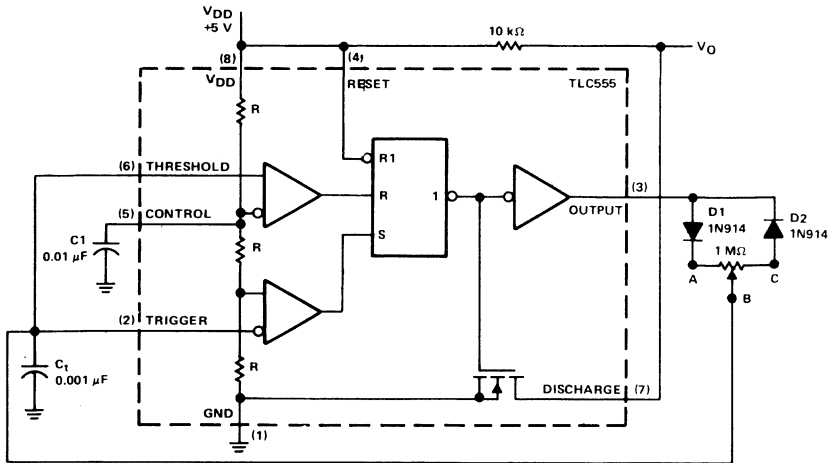 VDD
+5 V
10 kΩ
VO
(8)
(4)
VDD
RESET
TLC555
R
(6) THRESHOLD
R1
R
1
(3)
OUTPUT
(5) CONTROL
C1
0.01 μF
R
S
D1
1N914
D2
1N914
1 MΩ
A
C
B
(2) TRIGGER
Ct
0.001 μF
R
DISCHARGE (7)
GND
(1)